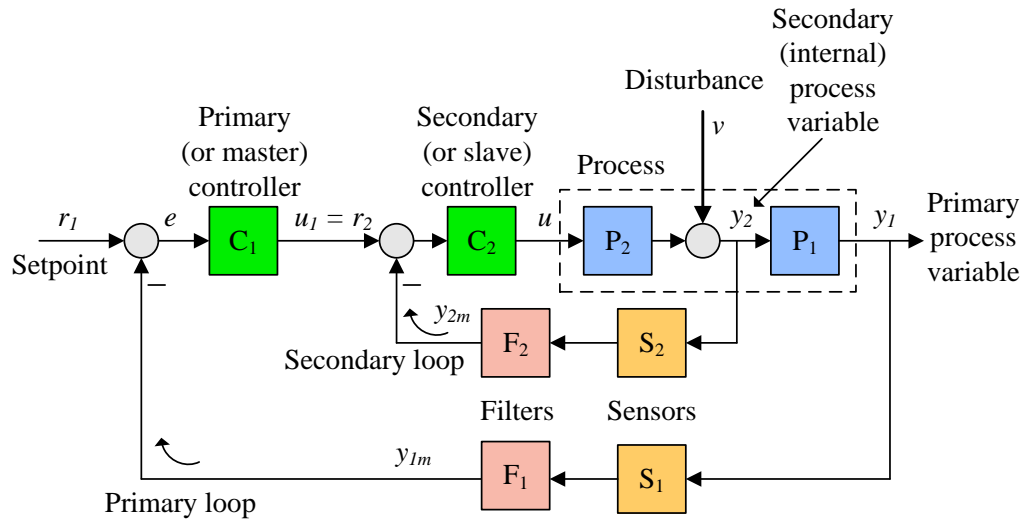 Secondary
(internal)
process
variable
Disturbance
v
Primary
(or master)
controller
Secondary
(or slave)
controller
Process
r1
e
C1
u1 = r2
C2
u
P2
y2
P1
y1
Primary
process
variable
Setpoint
–
–
y2m
F2
S2
Secondary loop
Filters
Sensors
y1m
F1
S1
Primary loop